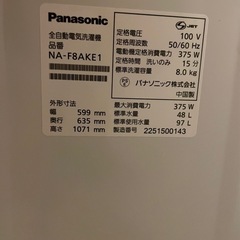 Panasonic
全自動電気洗濯機
品番
NA-F8AKE1
外形寸法
幅 599 mm
奥行 635 mm
高さ 1071 mm
JET
定格電圧 100 V
定格周波数 50/60 Hz
定格消費電力 375 W
定格時間 洗いのみ 15 分
標準洗濯容量 8.0 kg
パナソニック株式会社
中国製
最大消費電力 375 W
標準水量 48 L
標準使用水量 97 L
製造番号 2251500143